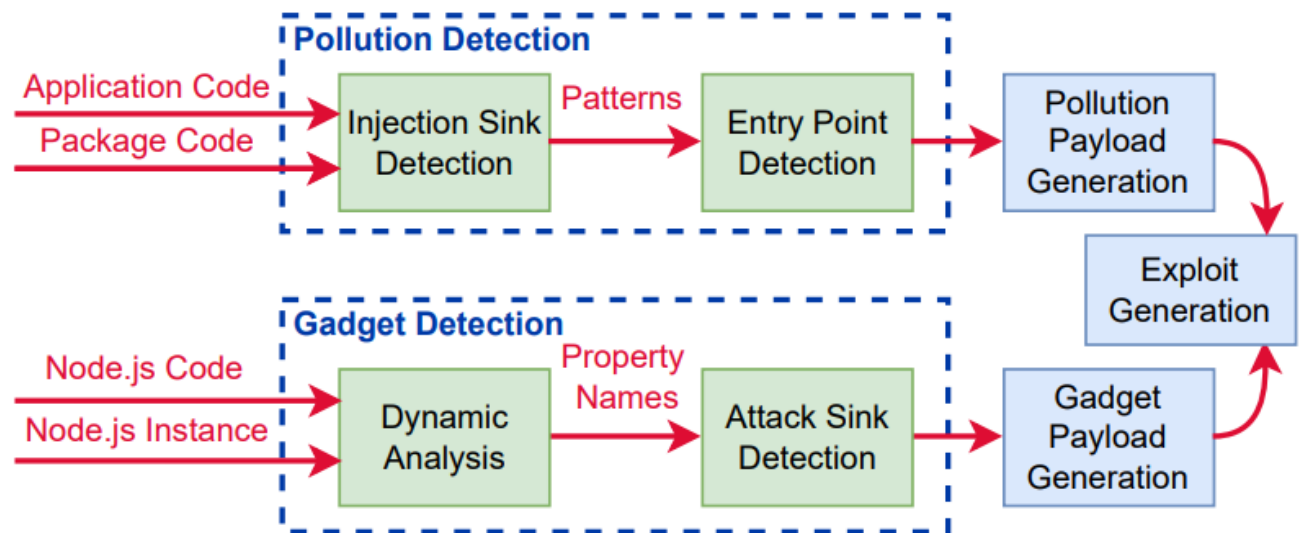 Pollution Detection
Application Code
Package Code
Injection Sink
Detection
Patterns
Entry Point
Detection
Pollution
Payload
Generation
Exploit
Generation
Gadget Detection
Node.js Code
Node.js Instance
Dynamic
Analysis
Property
Names
Attack Sink
Detection
Gadget
Payload
Generation